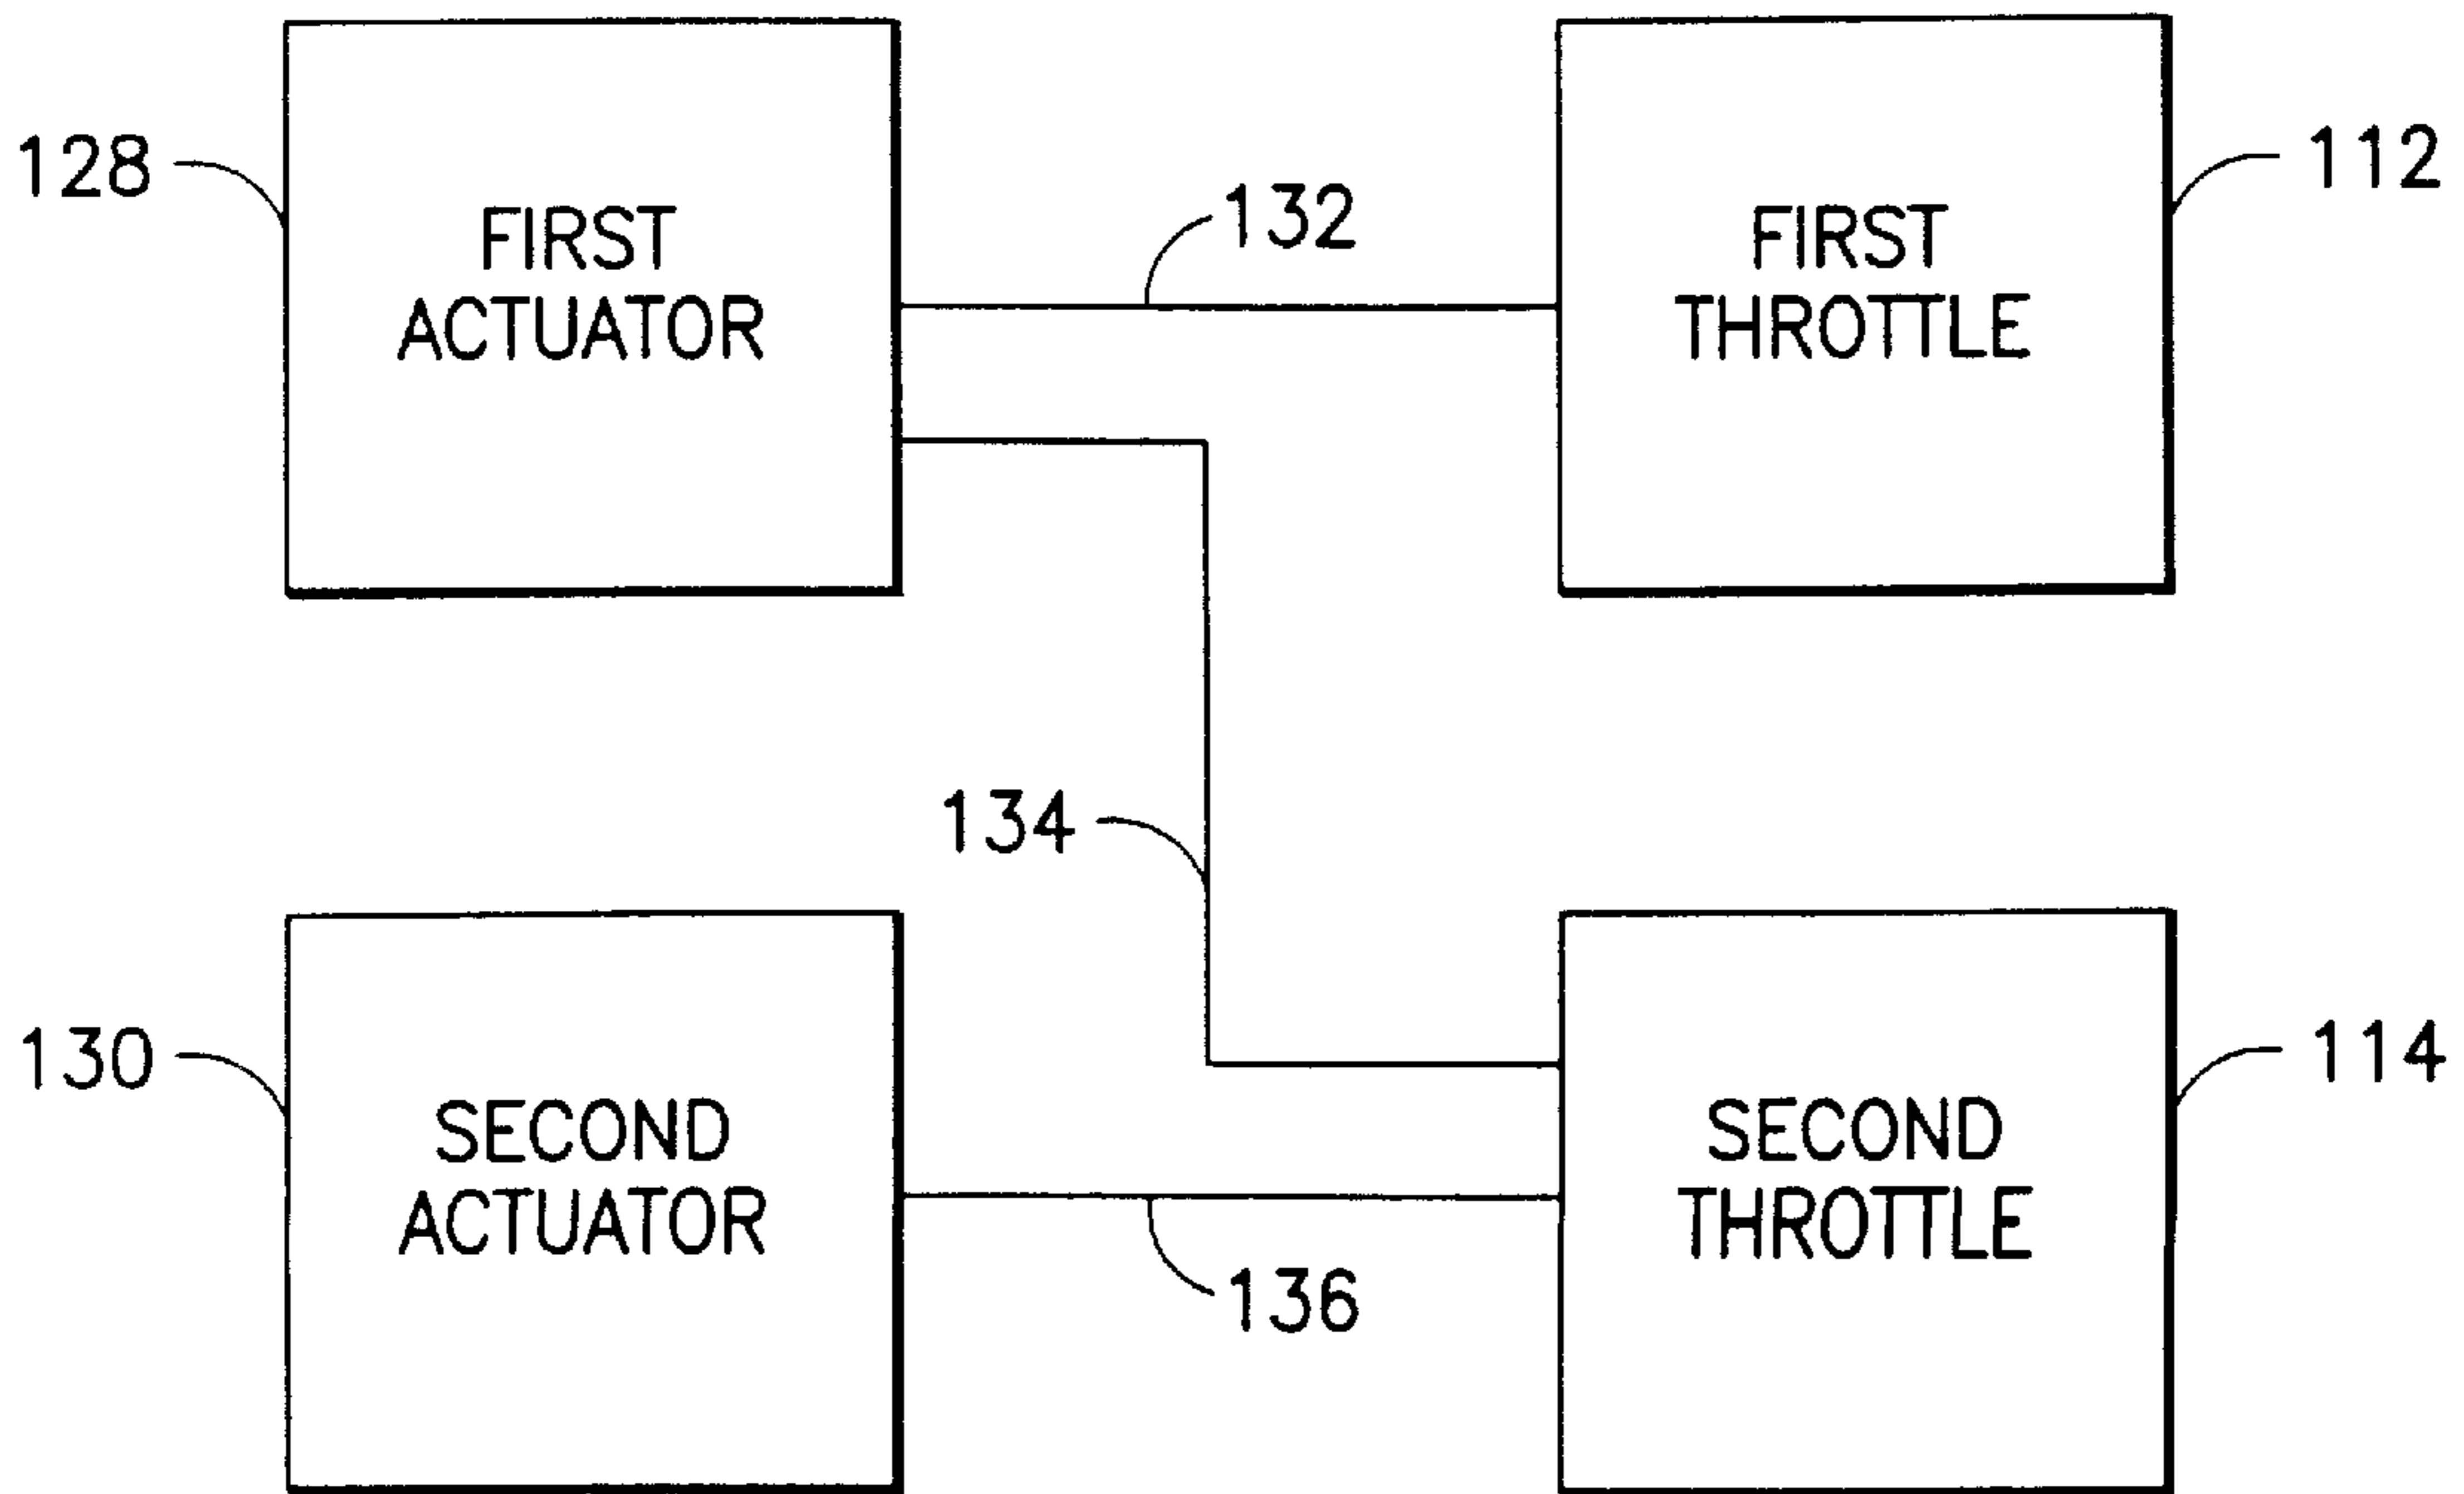 128
FIRST
ACTUATOR
132
FIRST
THROTTLE
112
134
130
SECOND
ACTUATOR
136
SECOND
THROTTLE
114